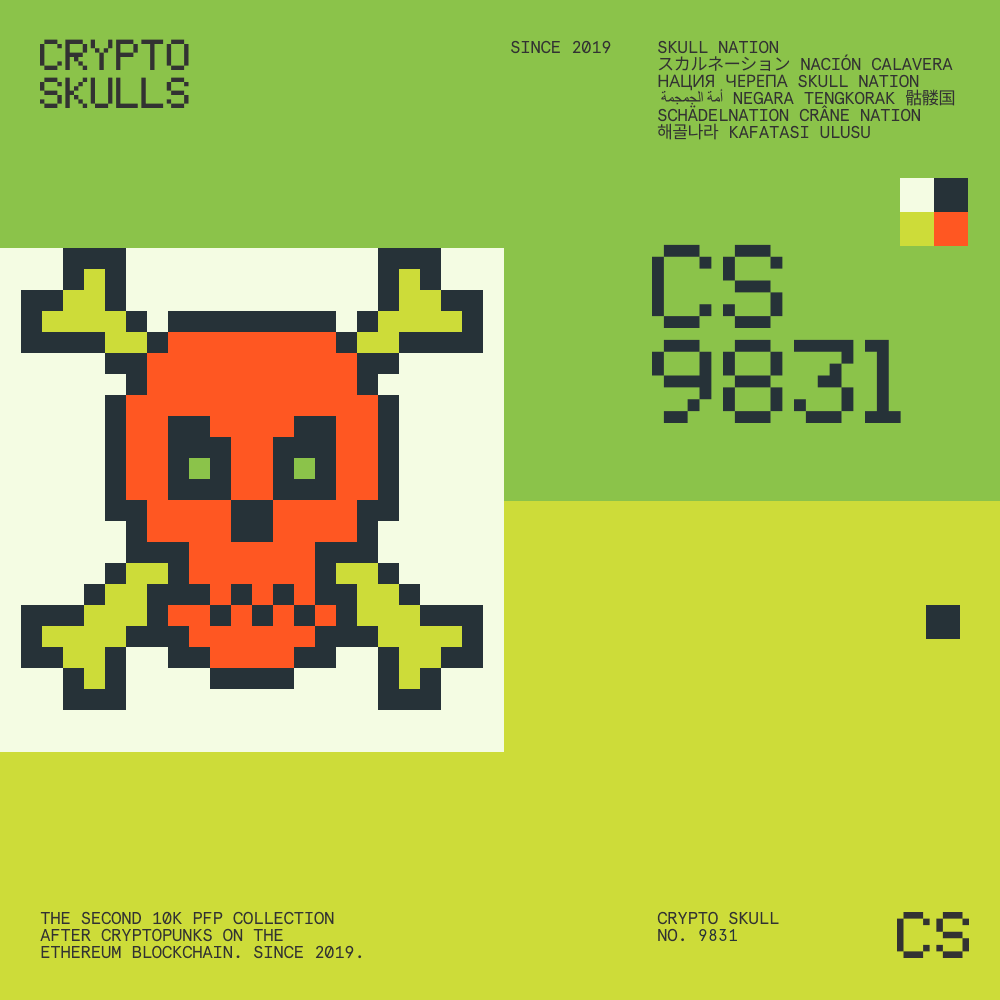 CRYPTO
SKULLS
SINCE 2019
SKULL NATION
スカルネーション NACIÓN CALAVERA
НАЦИЯ ЧЕРЕПА SKULL NATION
أمة الجمجمة NEGARA TENGKORAK 骷髅国
SCHÄDELNATION CRÂNE NATION
해골나라 KAFATASI ULUSU
CS
9831
THE SECOND 10K PFP COLLECTION
AFTER CRYPTOPUNKS ON THE
ETHEREUM BLOCKCHAIN. SINCE 2019.
CRYPTO SKULL
NO. 9831
CS